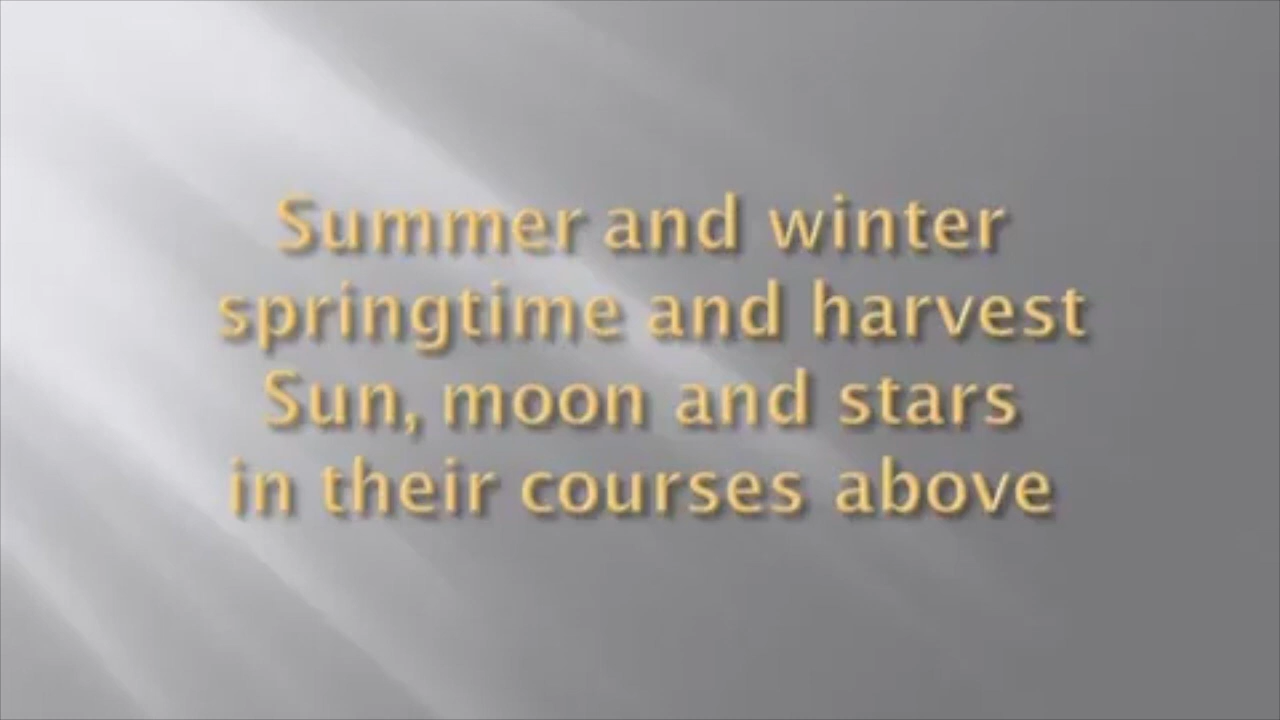 Summer and winter
springtime and harvest
Sun, moon and stars
in their courses above